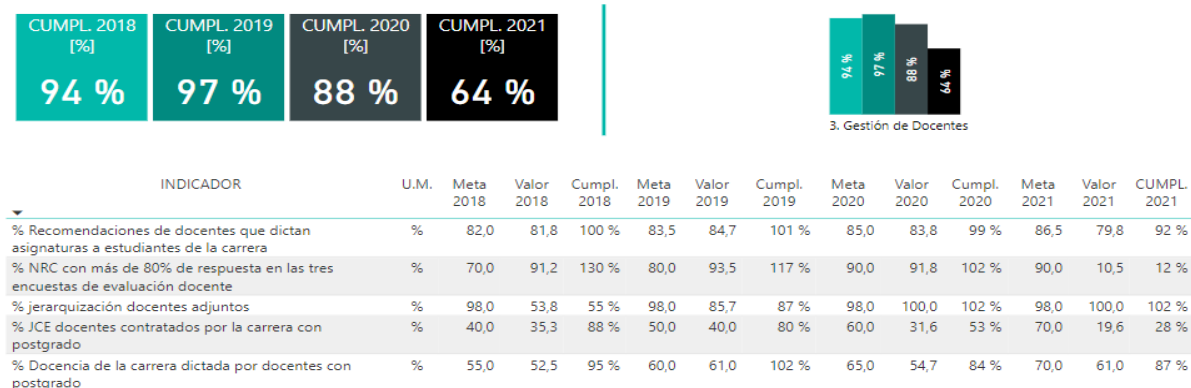 CUMPL. 2018 [%] CUMPL. 2019 [%] CUMPL. 2020 [%] CUMPL. 2021 [%]
94 % 97 % 88 % 64 %
94 % 97 % 88 % 64 %
3. Gestión de Docentes
INDICADOR U.M. Meta 2018 Valor 2018 Cumpl. 2018 Meta 2019 Valor 2019 Cumpl. 2019 Meta 2020 Valor 2020 Cumpl. 2020 Meta 2021 Valor 2021 CUMPL. 2021
% Recomendaciones de docentes que dictan % 82,0 81,8 100 % 83,5 84,7 101 % 85,0 83,8 99 % 86,5 79,8 92 %
asignaturas a estudiantes de la carrera
% NRC con más de 80% de respuesta en las tres % 70,0 91,2 130 % 80,0 93,5 117 % 90,0 91,8 102 % 90,0 10,5 12 %
encuestas de evaluación docente
% jerarquización docentes adjuntos % 98,0 53,8 55 % 98,0 85,7 87 % 98,0 100,0 102 % 98,0 100,0 102 %
% JCE docentes contratados por la carrera con % 40,0 35,3 88 % 50,0 40,0 80 % 60,0 31,6 53 % 70,0 19,6 28 %
postgrado
% Docencia de la carrera dictada por docentes con % 55,0 52,5 95 % 60,0 61,0 102 % 65,0 54,7 84 % 70,0 61,0 87 %
postgrado